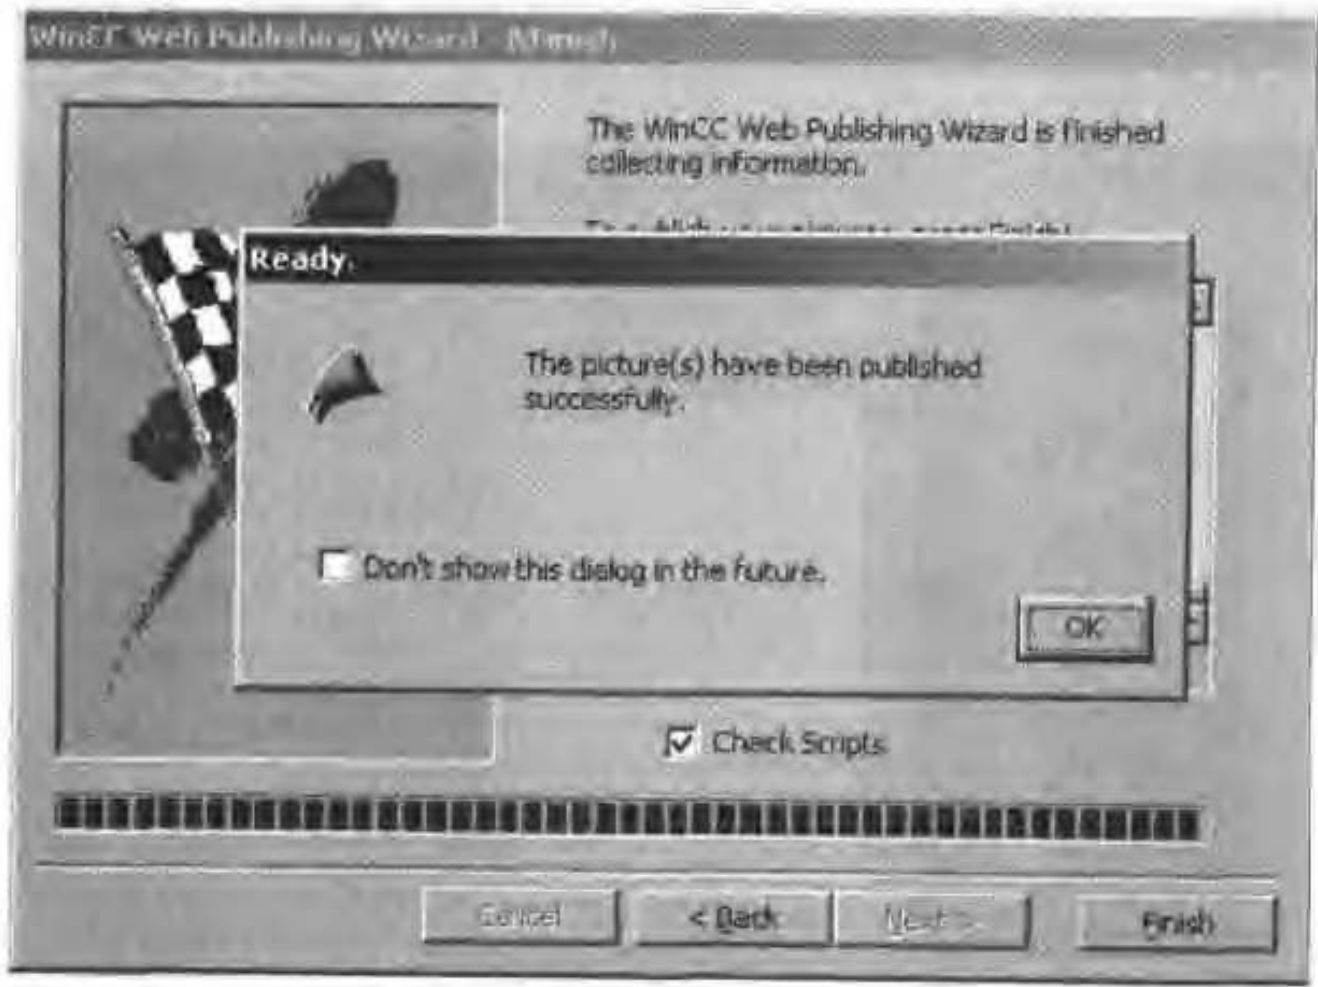 WinCC Web Publishing Wizard - (Finish)
The WinCC Web Publishing Wizard is finished
collecting information.
Ready.
The picture(s) have been published
successfully.
Don't show this dialog in the future.
OK
Check Scripts
Cancel
< Back
Next >
Finish